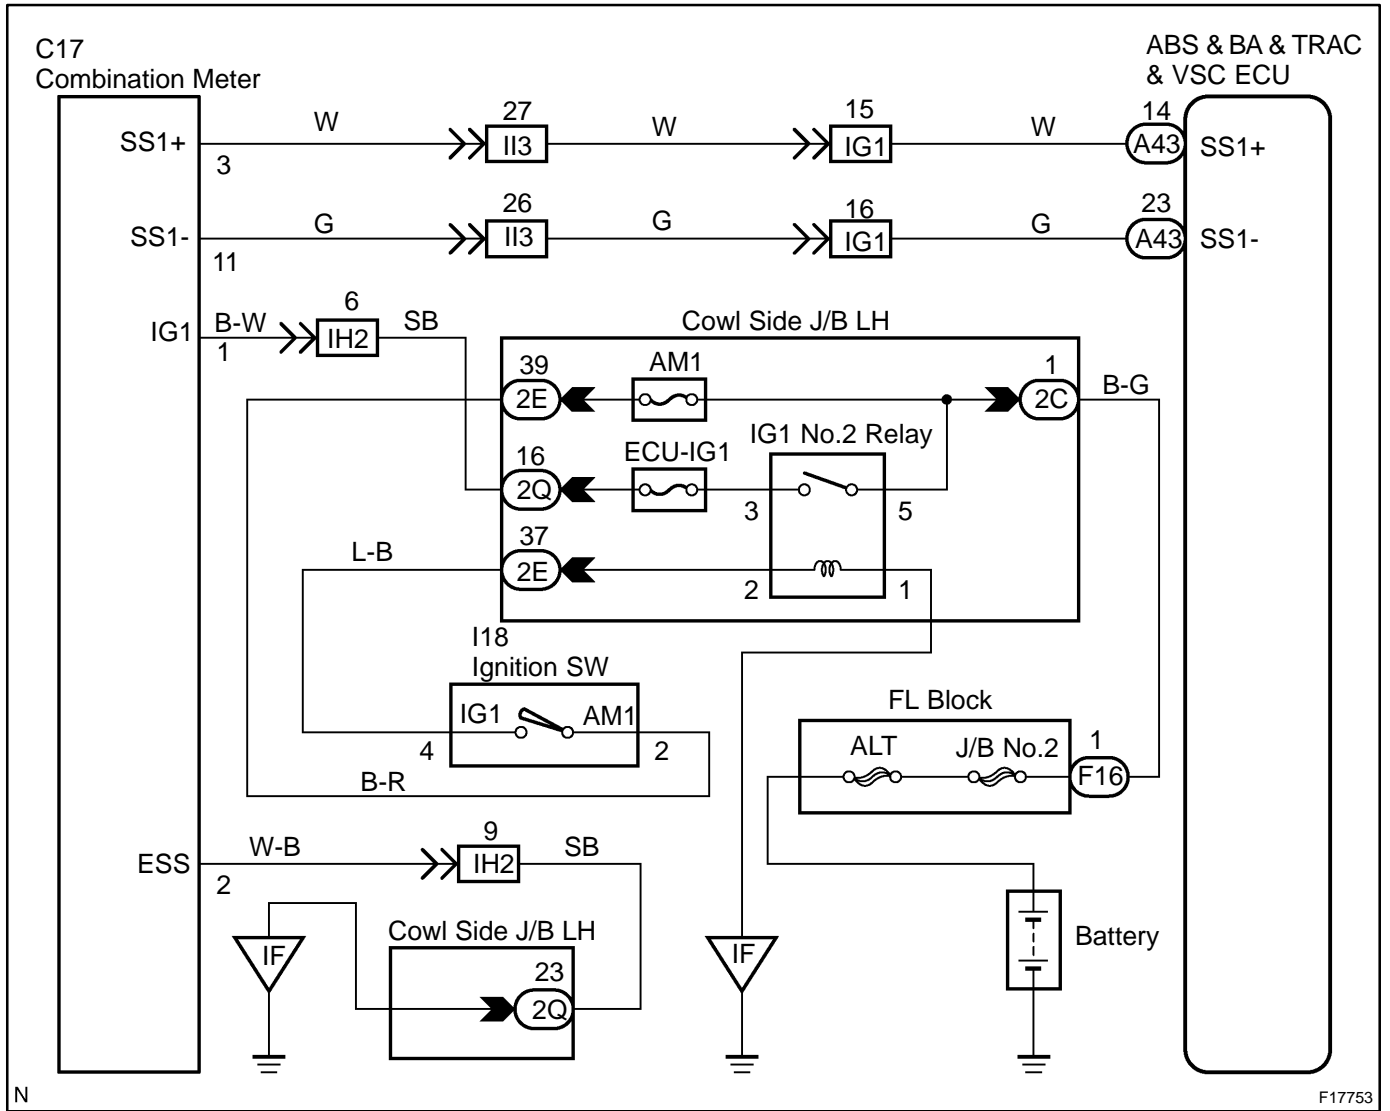 C17
Combination Meter
ABS & BA & TRAC
& VSC ECU
SS1+
3
W
27
II3
W
15
IG1
W
14
A43
SS1+
SS1-
11
G
26
II3
G
16
IG1
G
23
A43
SS1-
IG1
B-W
1
6
IH2
SB
Cowl Side J/B LH
39
2E
AM1
1
2C
B-G
IG1 No.2 Relay
16
2Q
ECU-IG1
3
5
37
2E
L-B
2
1
I18
Ignition SW
IG1
AM1
4
2
B-R
FL Block
ALT
J/B No.2
1
F16
ESS
W-B
2
9
IH2
SB
IF
Cowl Side J/B LH
23
2Q
IF
Battery
N
F17753